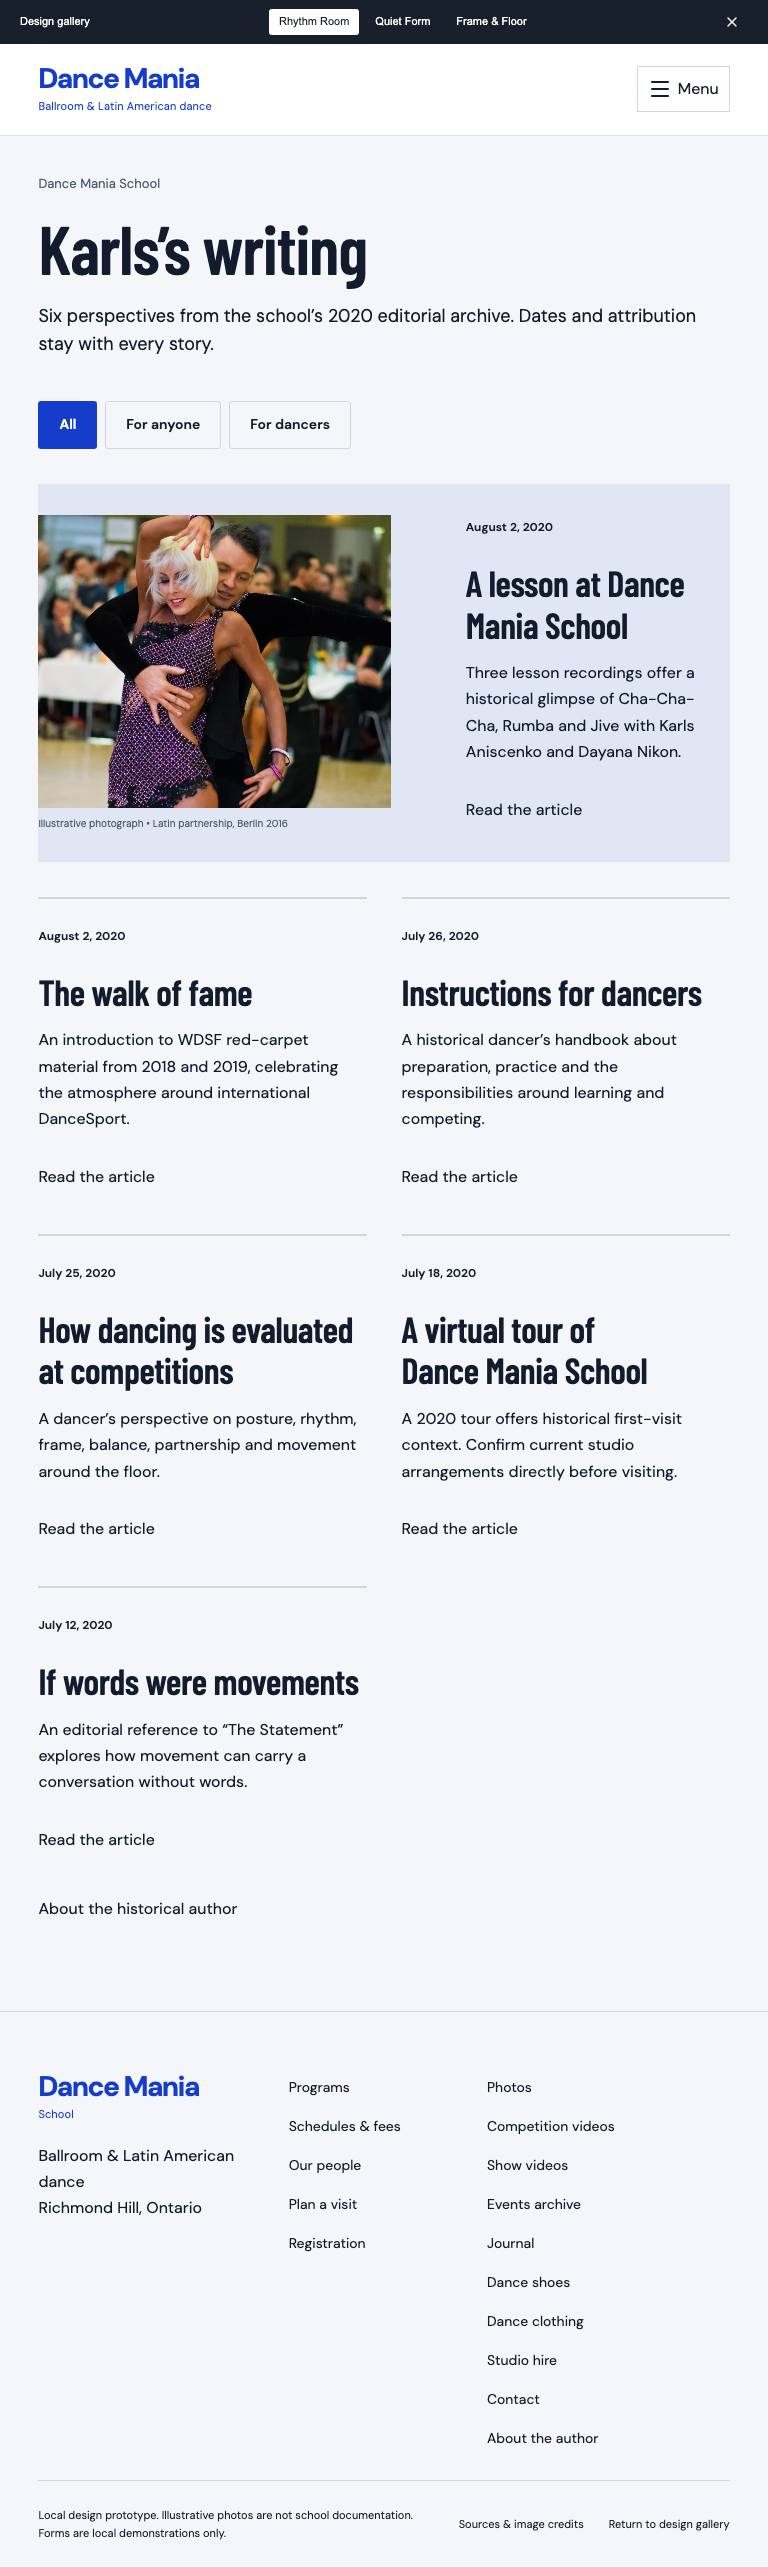 Design gallery
Rhythm Room
Quiet Form
Frame & Floor
Dance Mania
Ballroom & Latin American dance
Menu
Dance Mania School
Karls’s writing
Six perspectives from the school’s 2020 editorial archive. Dates and attribution
stay with every story.
All
For anyone
For dancers
Illustrative photograph • Latin partnership, Berlin 2016
August 2, 2020
A lesson at Dance
Mania School
Three lesson recordings offer a
historical glimpse of Cha-Cha-
Cha, Rumba and Jive with Karls
Aniscenko and Dayana Nikon.
Read the article
August 2, 2020
The walk of fame
An introduction to WDSF red-carpet
material from 2018 and 2019, celebrating
the atmosphere around international
DanceSport.
Read the article
July 26, 2020
Instructions for dancers
A historical dancer’s handbook about
preparation, practice and the
responsibilities around learning and
competing.
Read the article
July 25, 2020
How dancing is evaluated
at competitions
A dancer’s perspective on posture, rhythm,
frame, balance, partnership and movement
around the floor.
Read the article
July 18, 2020
A virtual tour of
Dance Mania School
A 2020 tour offers historical first-visit
context. Confirm current studio
arrangements directly before visiting.
Read the article
July 12, 2020
If words were movements
An editorial reference to “The Statement”
explores how movement can carry a
conversation without words.
Read the article
About the historical author
Dance Mania
School
Ballroom & Latin American
dance
Richmond Hill, Ontario
Programs
Schedules & fees
Our people
Plan a visit
Registration
Photos
Competition videos
Show videos
Events archive
Journal
Dance shoes
Dance clothing
Studio hire
Contact
About the author
Local design prototype. Illustrative photos are not school documentation.
Forms are local demonstrations only.
Sources & image credits
Return to design gallery